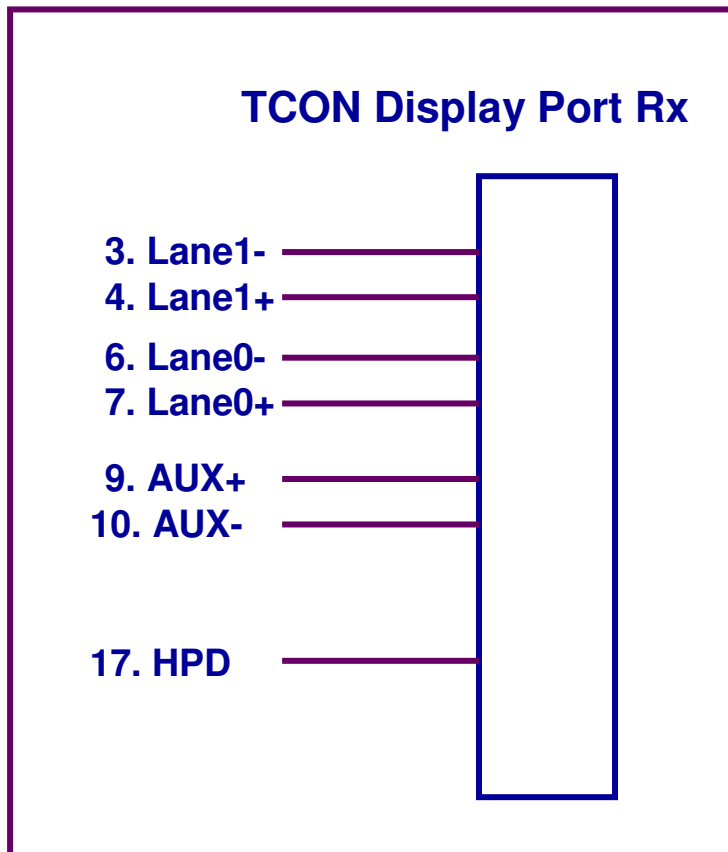 TCON Display Port Rx
3. Lane1-
4. Lane1+
6. Lane0-
7. Lane0+
9. AUX+
10. AUX-
17. HPD